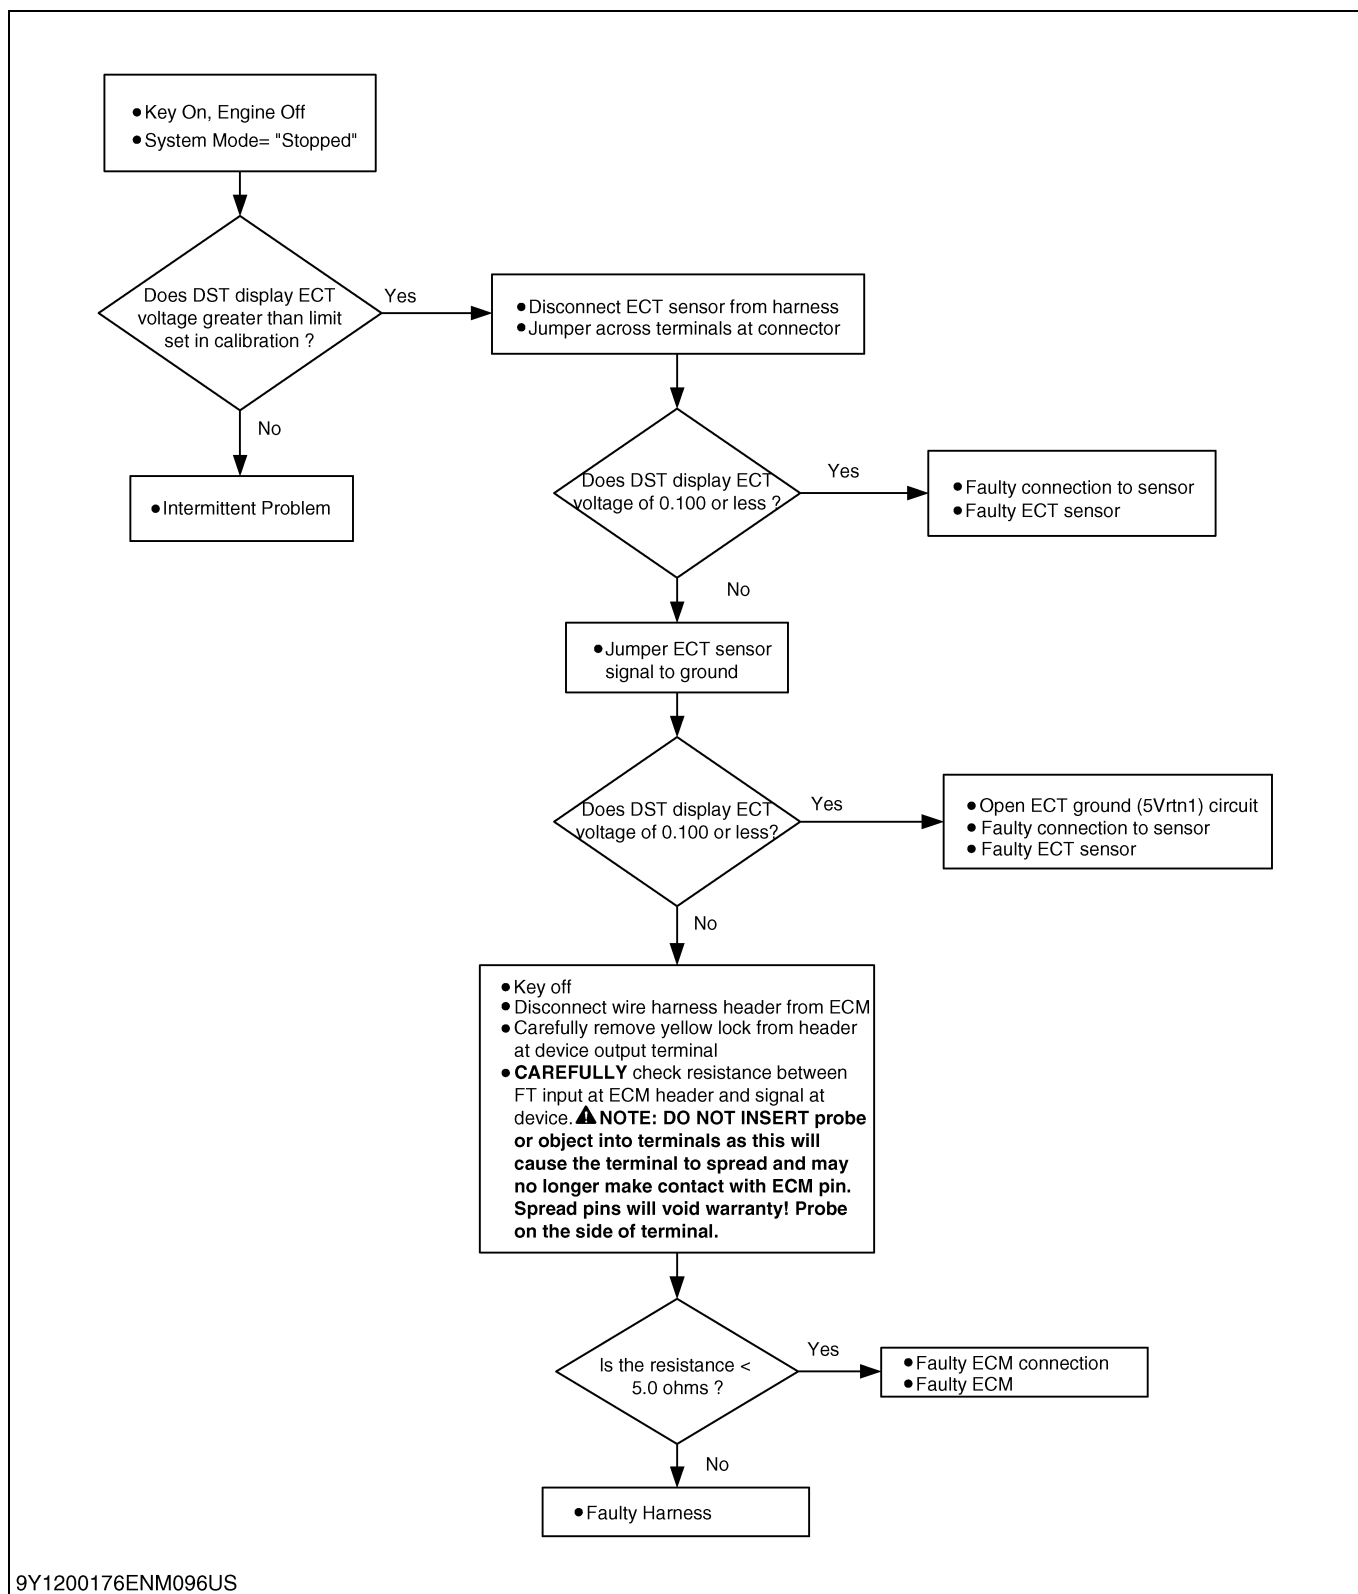 ●Key On, Engine Off
●System Mode= "Stopped"
Does DST display ECT
voltage greater than limit
set in calibration ?
Yes
●Disconnect ECT sensor from harness
●Jumper across terminals at connector
No
●Intermittent Problem
Does DST display ECT
voltage of 0.100 or less ?
Yes
●Faulty connection to sensor
●Faulty ECT sensor
No
●Jumper ECT sensor
signal to ground
Does DST display ECT
voltage of 0.100 or less?
Yes
●Open ECT ground (5Vrtn1) circuit
●Faulty connection to sensor
●Faulty ECT sensor
No
●Key off
●Disconnect wire harness header from ECM
●Carefully remove yellow lock from header
at device output terminal
●CAREFULLY check resistance between
FT input at ECM header and signal at
device. ⚠NOTE: DO NOT INSERT probe
or object into terminals as this will
cause the terminal to spread and may
no longer make contact with ECM pin.
Spread pins will void warranty! Probe
on the side of terminal.
Is the resistance <
5.0 ohms ?
Yes
●Faulty ECM connection
●Faulty ECM
No
●Faulty Harness
9Y1200176ENM096US